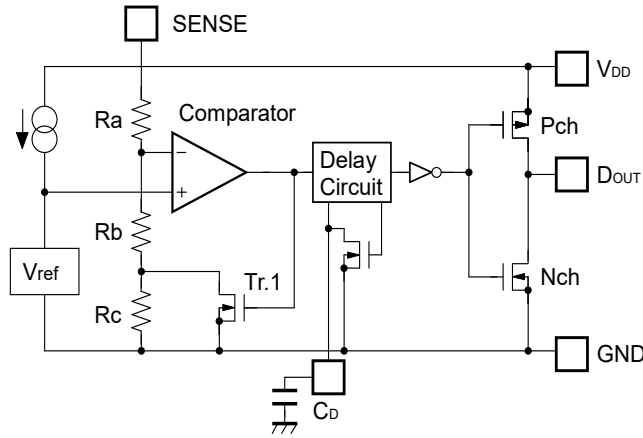 SENSE
VDD
Ra
Comparator
Pch
−
+
Delay
Circuit
DOUT
Rb
Vref
Tr.1
Nch
Rc
GND
CD